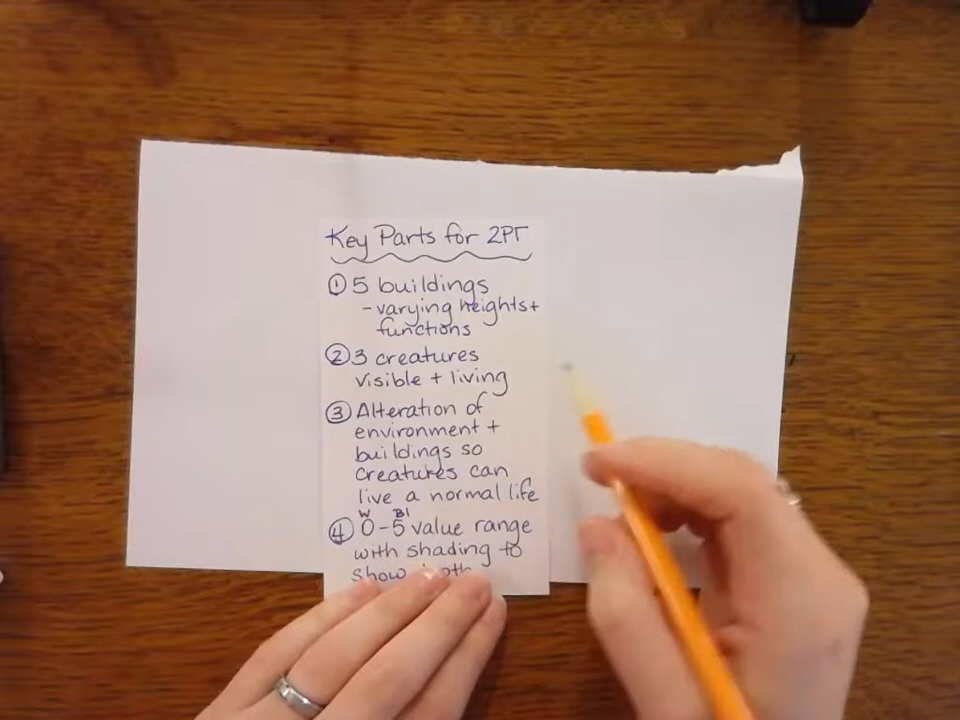 Key Parts for 2PT
① 5 buildings
- varying heights +
functions
② 3 creatures
visible + living
③ Alteration of
environment +
buildings so
creatures can
live a normal life
W Bl
④ 0-5 value range
with shading to
show